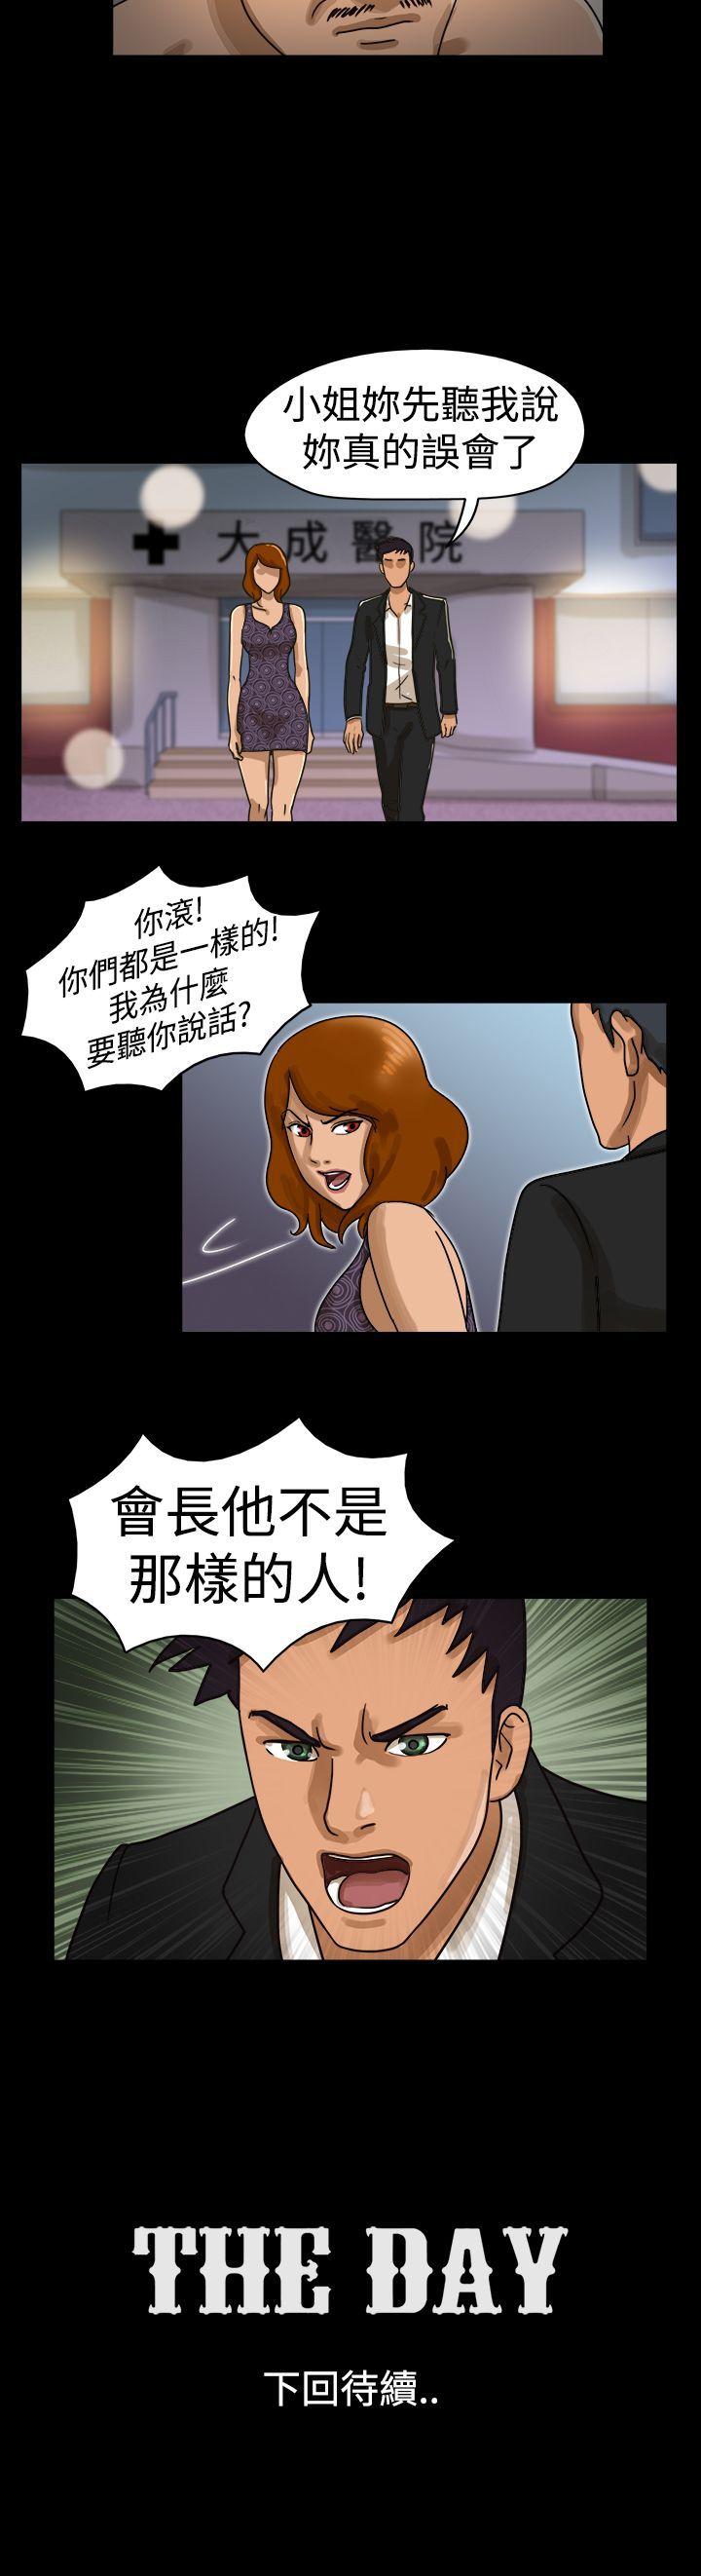 小姐妳先聽我說
妳真的誤會了
大成醫院
你滾!
你們都是一樣的!
我為什麼
要聽你說話?
會長他不是
那樣的人!
THE DAY
下回待續..